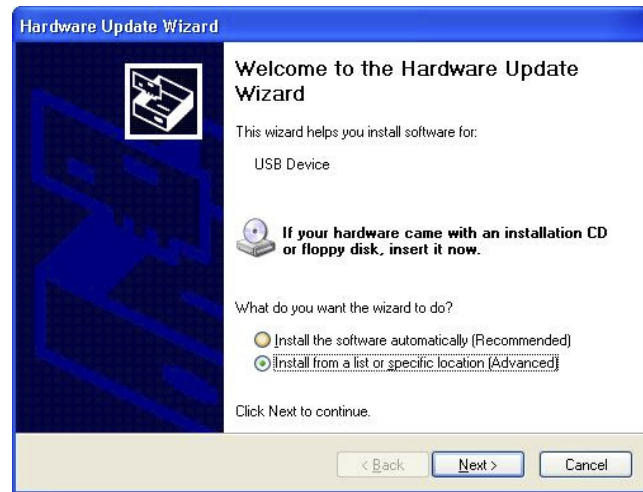 Hardware Update Wizard
Welcome to the Hardware Update
Wizard
This wizard helps you install software for:
USB Device
If your hardware came with an installation CD
or floppy disk, insert it now.
What do you want the wizard to do?
Install the software automatically (Recommended)
Install from a list or specific location (Advanced)
Click Next to continue.
< Back Next > Cancel